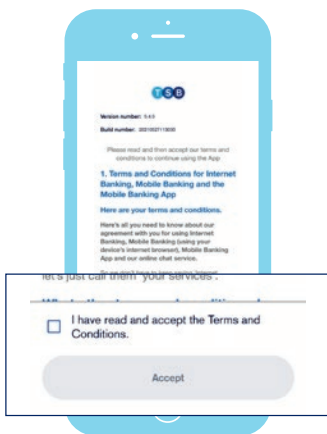 TSB
Version number: 5.4.5
Please read and then accept our terms and
conditions to continue using the App
1. Terms and Conditions for Internet
Banking, Mobile Banking and the
Mobile Banking App
Here are your terms and conditions.
Here's all you need to know about our
agreement with you for using Internet
Banking, Mobile Banking (using your
device's internet browser), Mobile Banking
App and our online chat service.
let's just call them 'your services'.
I have read and accept the Terms and
Conditions.
Accept